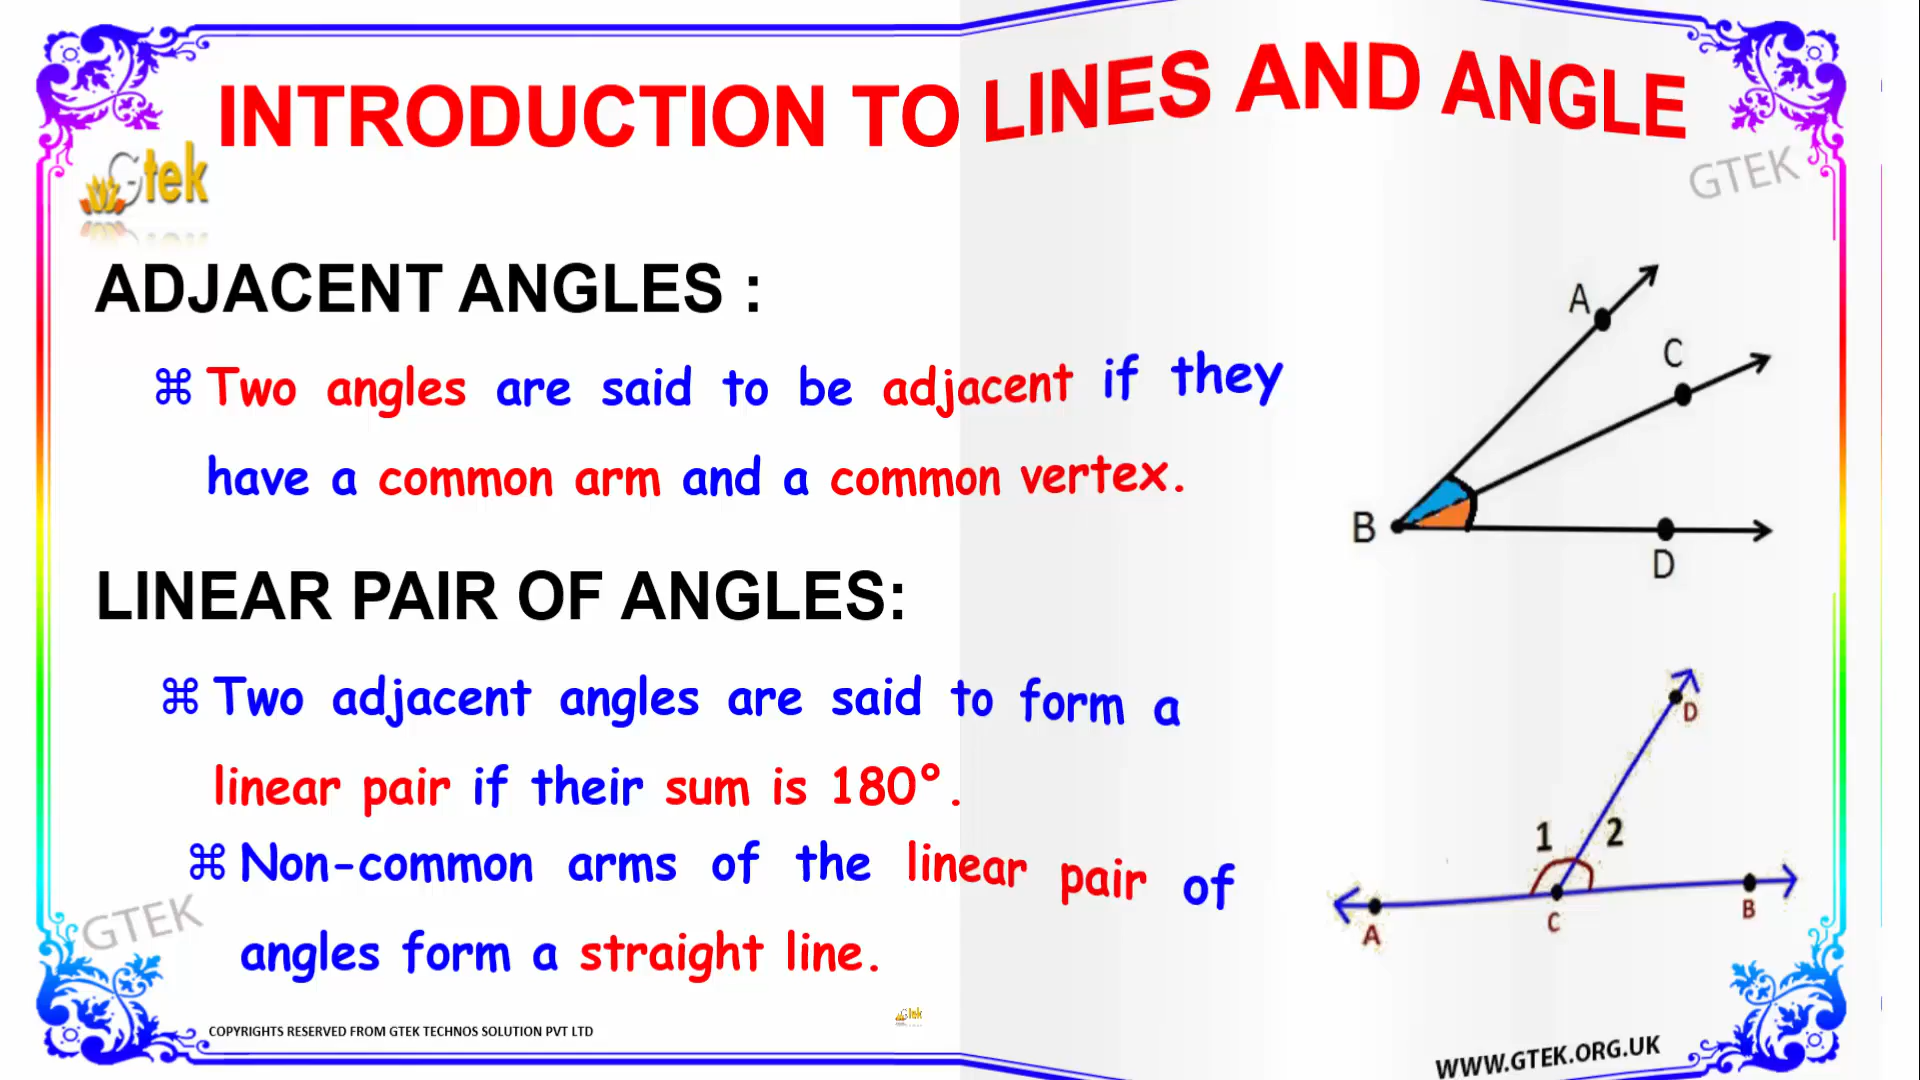 INTRODUCTION TO LINES AND ANGLE
Gtek
GTEK
ADJACENT ANGLES :
⌘ Two angles are said to be adjacent if they
have a common arm and a common vertex.
A
C
B
D
LINEAR PAIR OF ANGLES:
⌘ Two adjacent angles are said to form a
linear pair if their sum is 180°.
⌘ Non-common arms of the linear pair of
angles form a straight line.
D
1 2
A C B
GTEK
Gtek
COPYRIGHTS RESERVED FROM GTEK TECHNOS SOLUTION PVT LTD
WWW.GTEK.ORG.UK